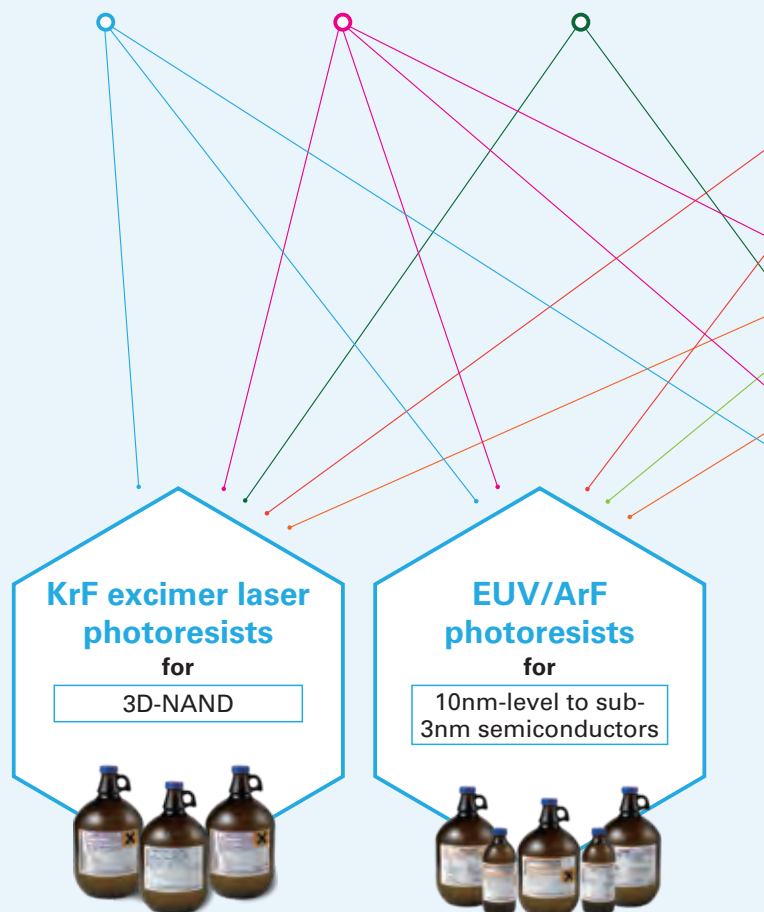 KrF excimer laser
photoresists
for
3D-NAND
EUV/ArF
photoresists
for
10nm-level to sub-
3nm semiconductors